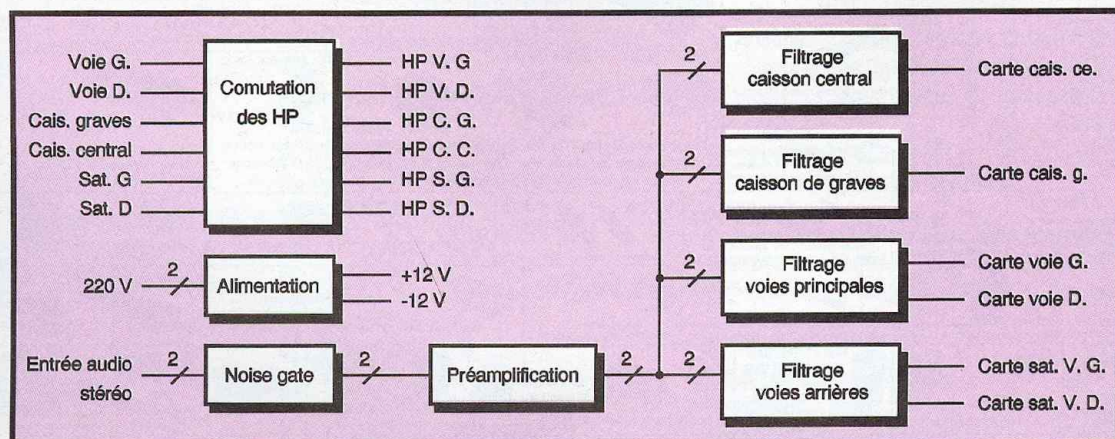 Voie G.
Voie D.
Cais. graves
Cais. central
Sat. G
Sat. D
Comutation
des HP
HP V. G
HP V. D.
HP C. G.
HP C. C.
HP S. G.
HP S. D.
220 V
2
Alimentation
+12 V
-12 V
Entrée audio
stéréo
2
Noise gate
2
Préamplification
2
2
Filtrage
caisson central
Carte cais. ce.
2
Filtrage
caisson de graves
Carte cais. g.
2
Filtrage
voies principales
Carte voie G.
Carte voie D.
2
Filtrage
voies arrières
Carte sat. V. G.
Carte sat. V. D.